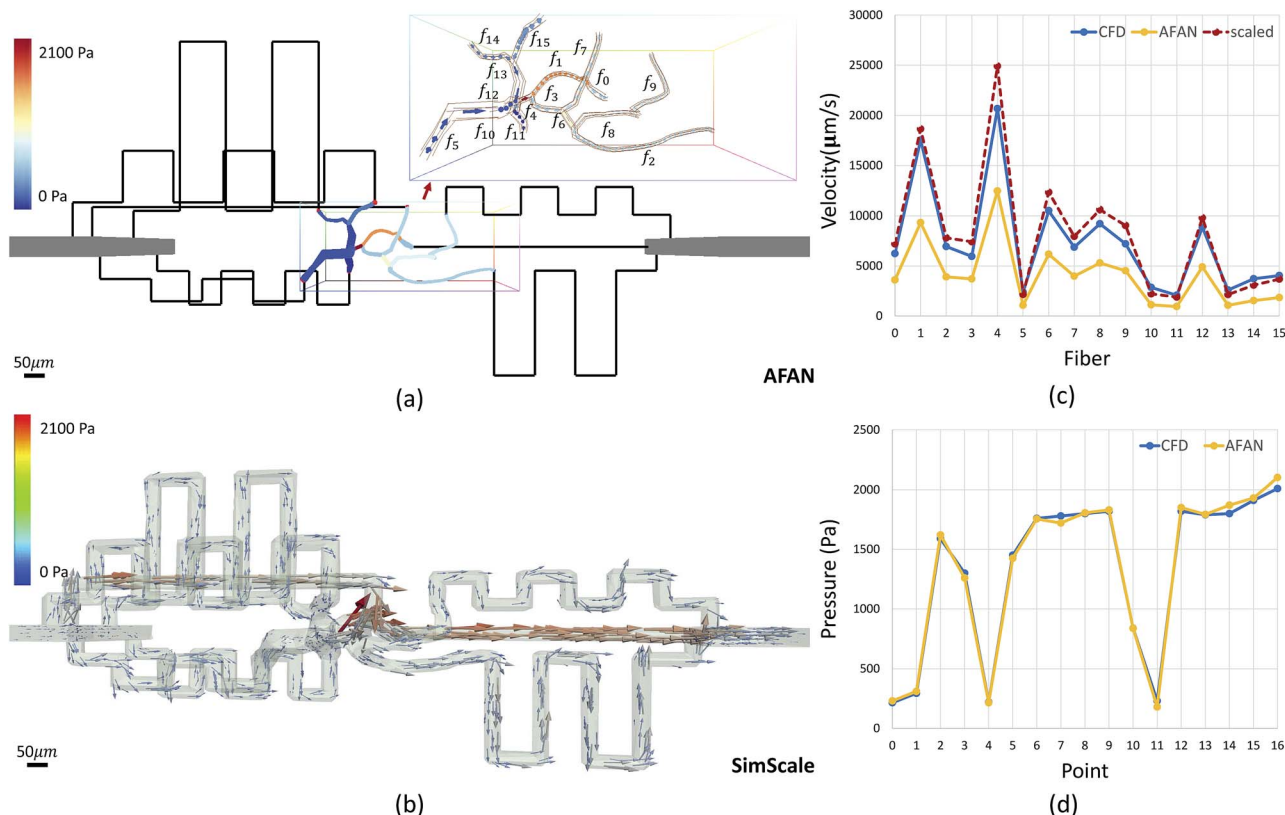 2100 Pa
0 Pa
f14
f15
f7
f1
f13
f0
f9
f12
f3
f4
f6
f10
f11
f8
f5
f2
50μm
AFAN
(a)
2100 Pa
0 Pa
50μm
SimScale
(b)
CFD AFAN scaled
30000
25000
20000
15000
10000
5000
0
Velocity(μm/s)
0 1 2 3 4 5 6 7 8 9 10 11 12 13 14 15
Fiber
(c)
CFD AFAN
2500
2000
1500
1000
500
0
Pressure (Pa)
0 1 2 3 4 5 6 7 8 9 10 11 12 13 14 15 16
Point
(d)